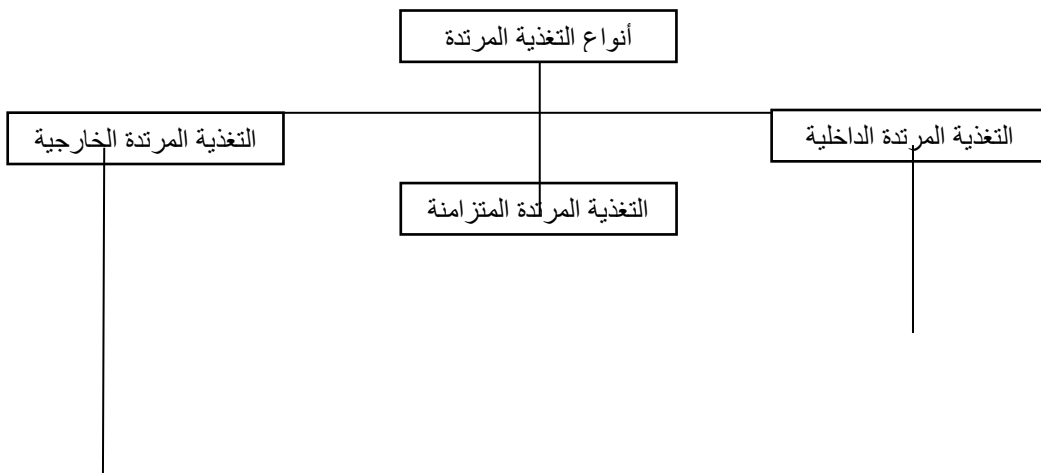 أنواع التغذية المرتدة
التغذية المرتدة الداخلية
التغذية المرتدة الخارجية
التغذية المرتدة المتزامنة